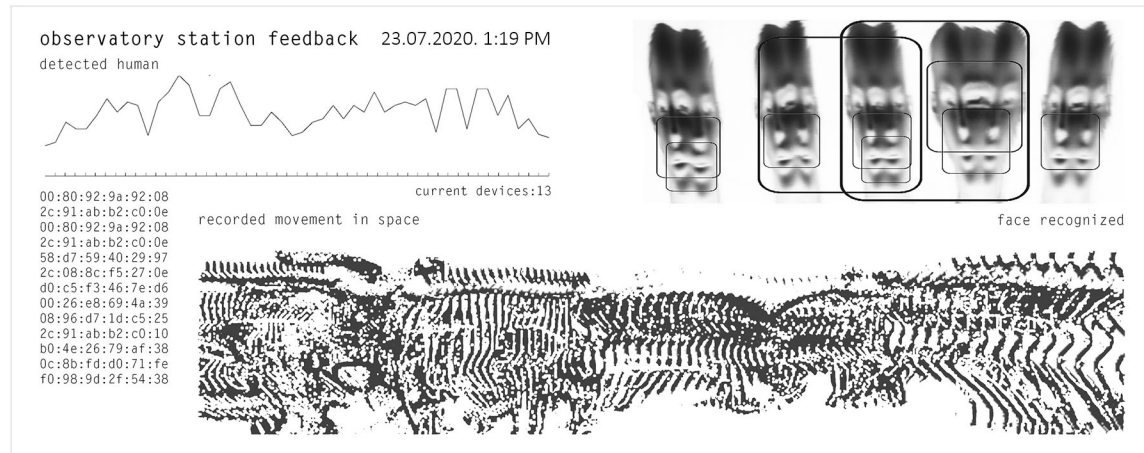 observatory station feedback 23.07.2020. 1:19 PM
detected human
current devices:13
00:80:92:9a:92:08
2c:91:ab:b2:c0:0e
00:80:92:9a:92:08
2c:91:ab:b2:c0:0e
58:d7:59:40:29:97
2c:08:8c:f5:27:0e
d0:c5:f3:46:7e:d6
00:26:e8:69:4a:39
08:96:d7:1d:c5:25
2c:91:ab:b2:c0:10
b0:4e:26:79:af:38
0c:8b:fd:d0:71:fe
f0:98:9d:2f:54:38
recorded movement in space
face recognized